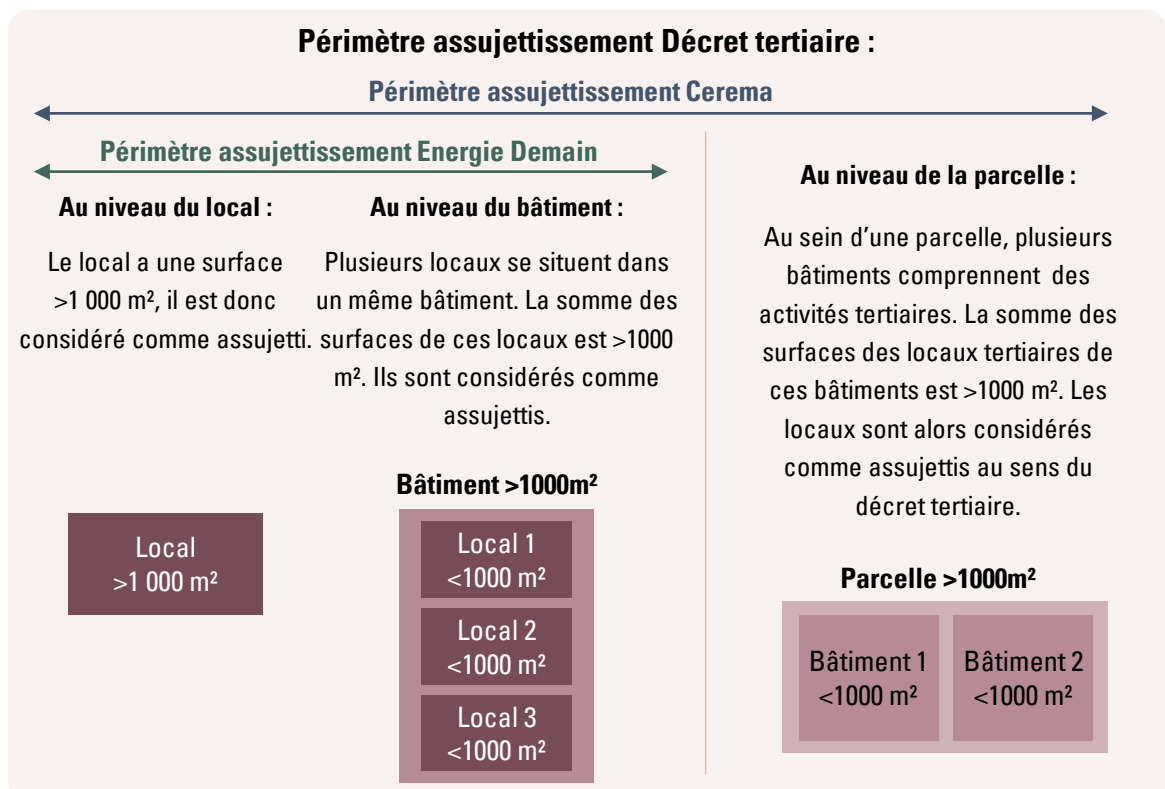 Périmètre assujettissement Décret tertiaire :
Périmètre assujettissement Cerema
Périmètre assujettissement Energie Demain
Au niveau du local :
Le local a une surface
>1 000 m², il est donc
considéré comme assujetti.
Au niveau du bâtiment :
Plusieurs locaux se situent dans
un même bâtiment. La somme des
surfaces de ces locaux est >1000
m². Ils sont considérés comme
assujettis.
Au niveau de la parcelle :
Au sein d’une parcelle, plusieurs
bâtiments comprennent des
activités tertiaires. La somme des
surfaces des locaux tertiaires de
ces bâtiments est >1000 m². Les
locaux sont alors considérés
comme assujettis au sens du
décret tertiaire.
Local
>1 000 m²
Bâtiment >1000m²
Local 1
<1000 m²
Local 2
<1000 m²
Local 3
<1000 m²
Parcelle >1000m²
Bâtiment 1
<1000 m²
Bâtiment 2
<1000 m²